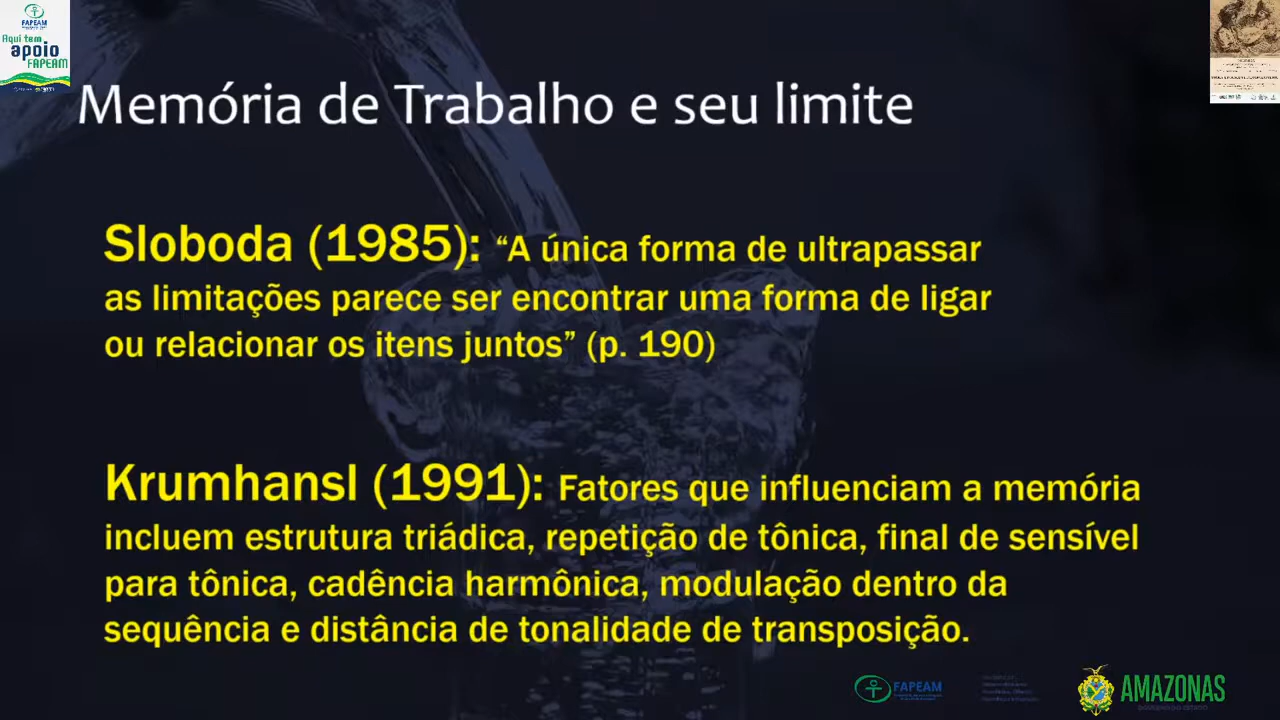 FAPEAM
Aqui tem
apoio
FAPEAM
Memória de Trabalho e seu limite
Sloboda (1985): “A única forma de ultrapassar
as limitações parece ser encontrar uma forma de ligar
ou relacionar os itens juntos” (p. 190)
Krumhansl (1991): Fatores que influenciam a memória
incluem estrutura triádica, repetição de tônica, final de sensível
para tônica, cadência harmônica, modulação dentro da
sequência e distância de tonalidade de transposição.
FAPEAM
AMAZONAS
GOVERNO DO ESTADO